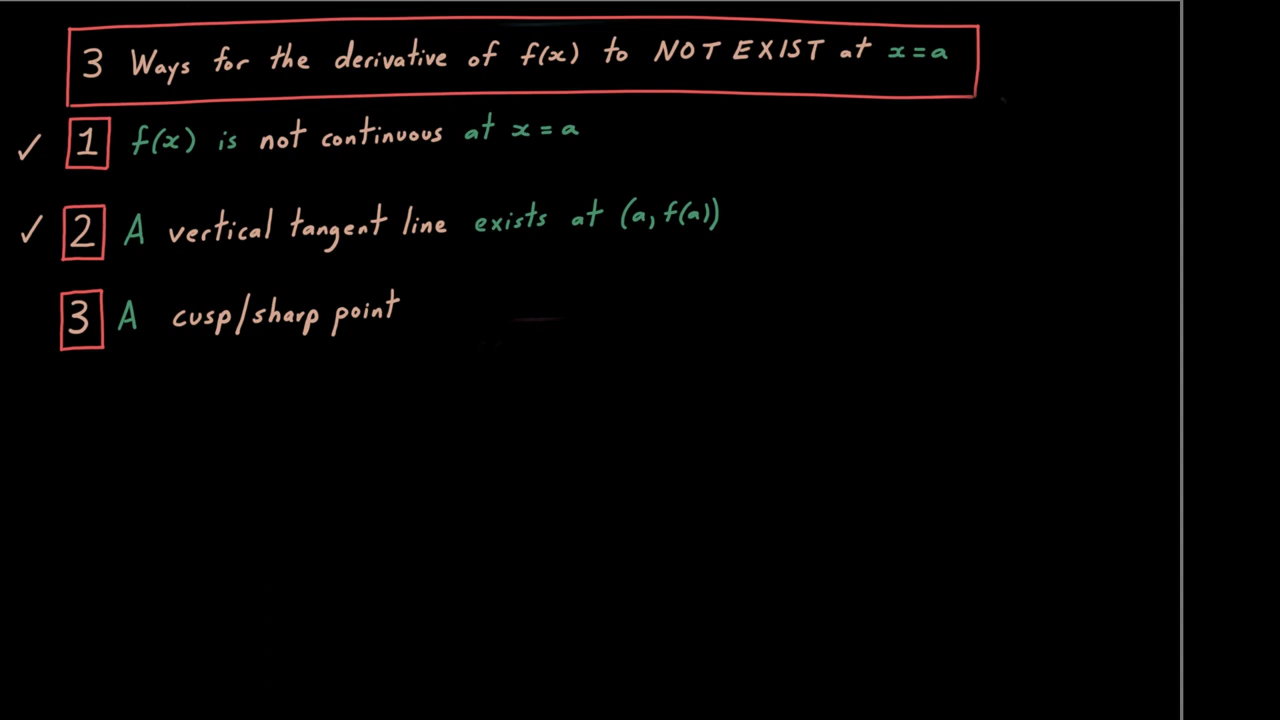 3 Ways for the derivative of f(x) to NOT EXIST at x=a
✓ 1 f(x) is not continuous at x=a
✓ 2 A vertical tangent line exists at (a, f(a))
3 A cusp/sharp point